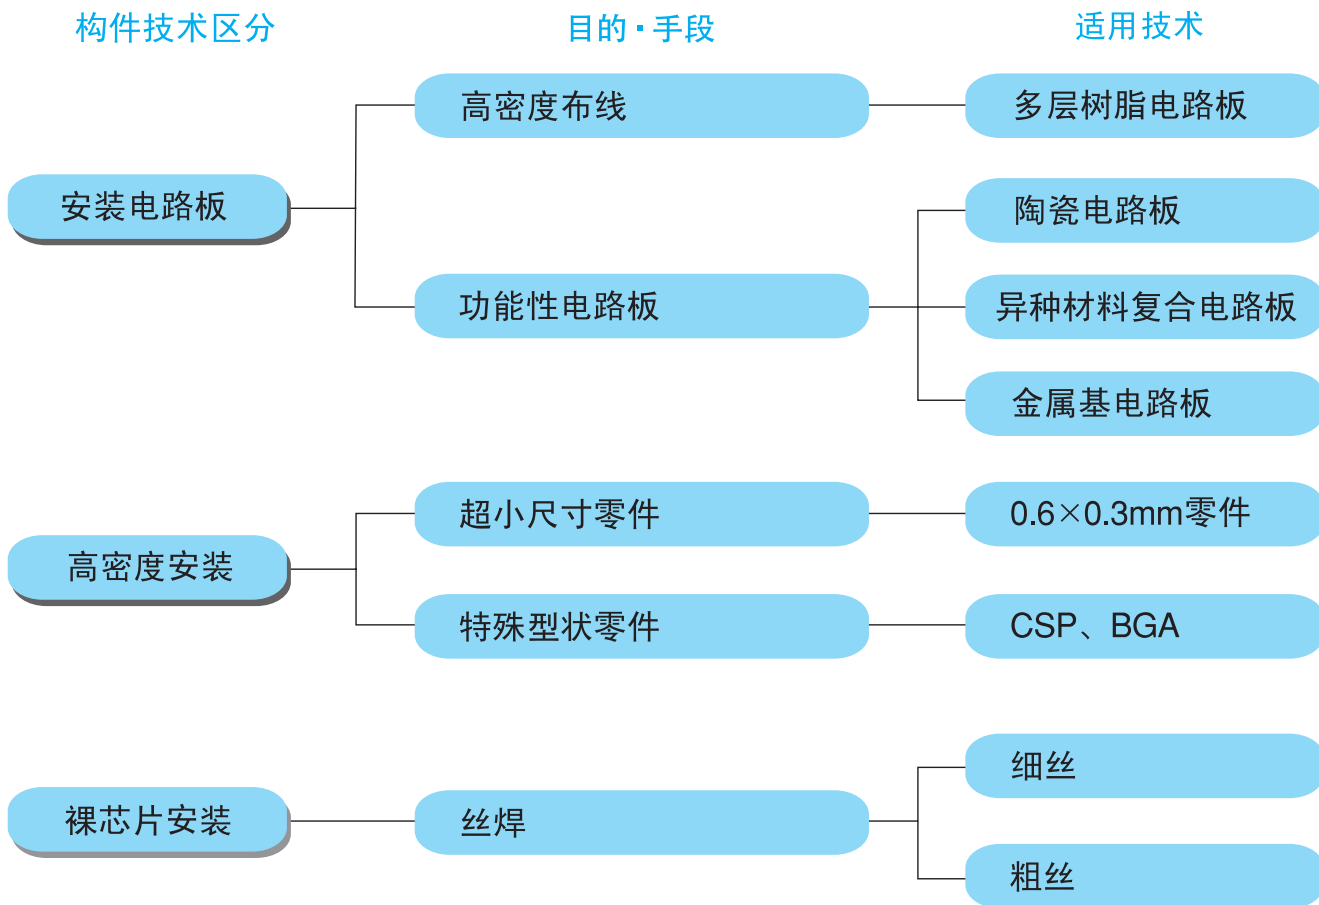 构件技术区分
目的·手段
适用技术
高密度布线
多层树脂电路板
安装电路板
陶瓷电路板
功能性电路板
异种材料复合电路板
金属基电路板
超小尺寸零件
0.6×0.3mm零件
高密度安装
特殊型状零件
CSP、BGA
细丝
裸芯片安装
丝焊
粗丝